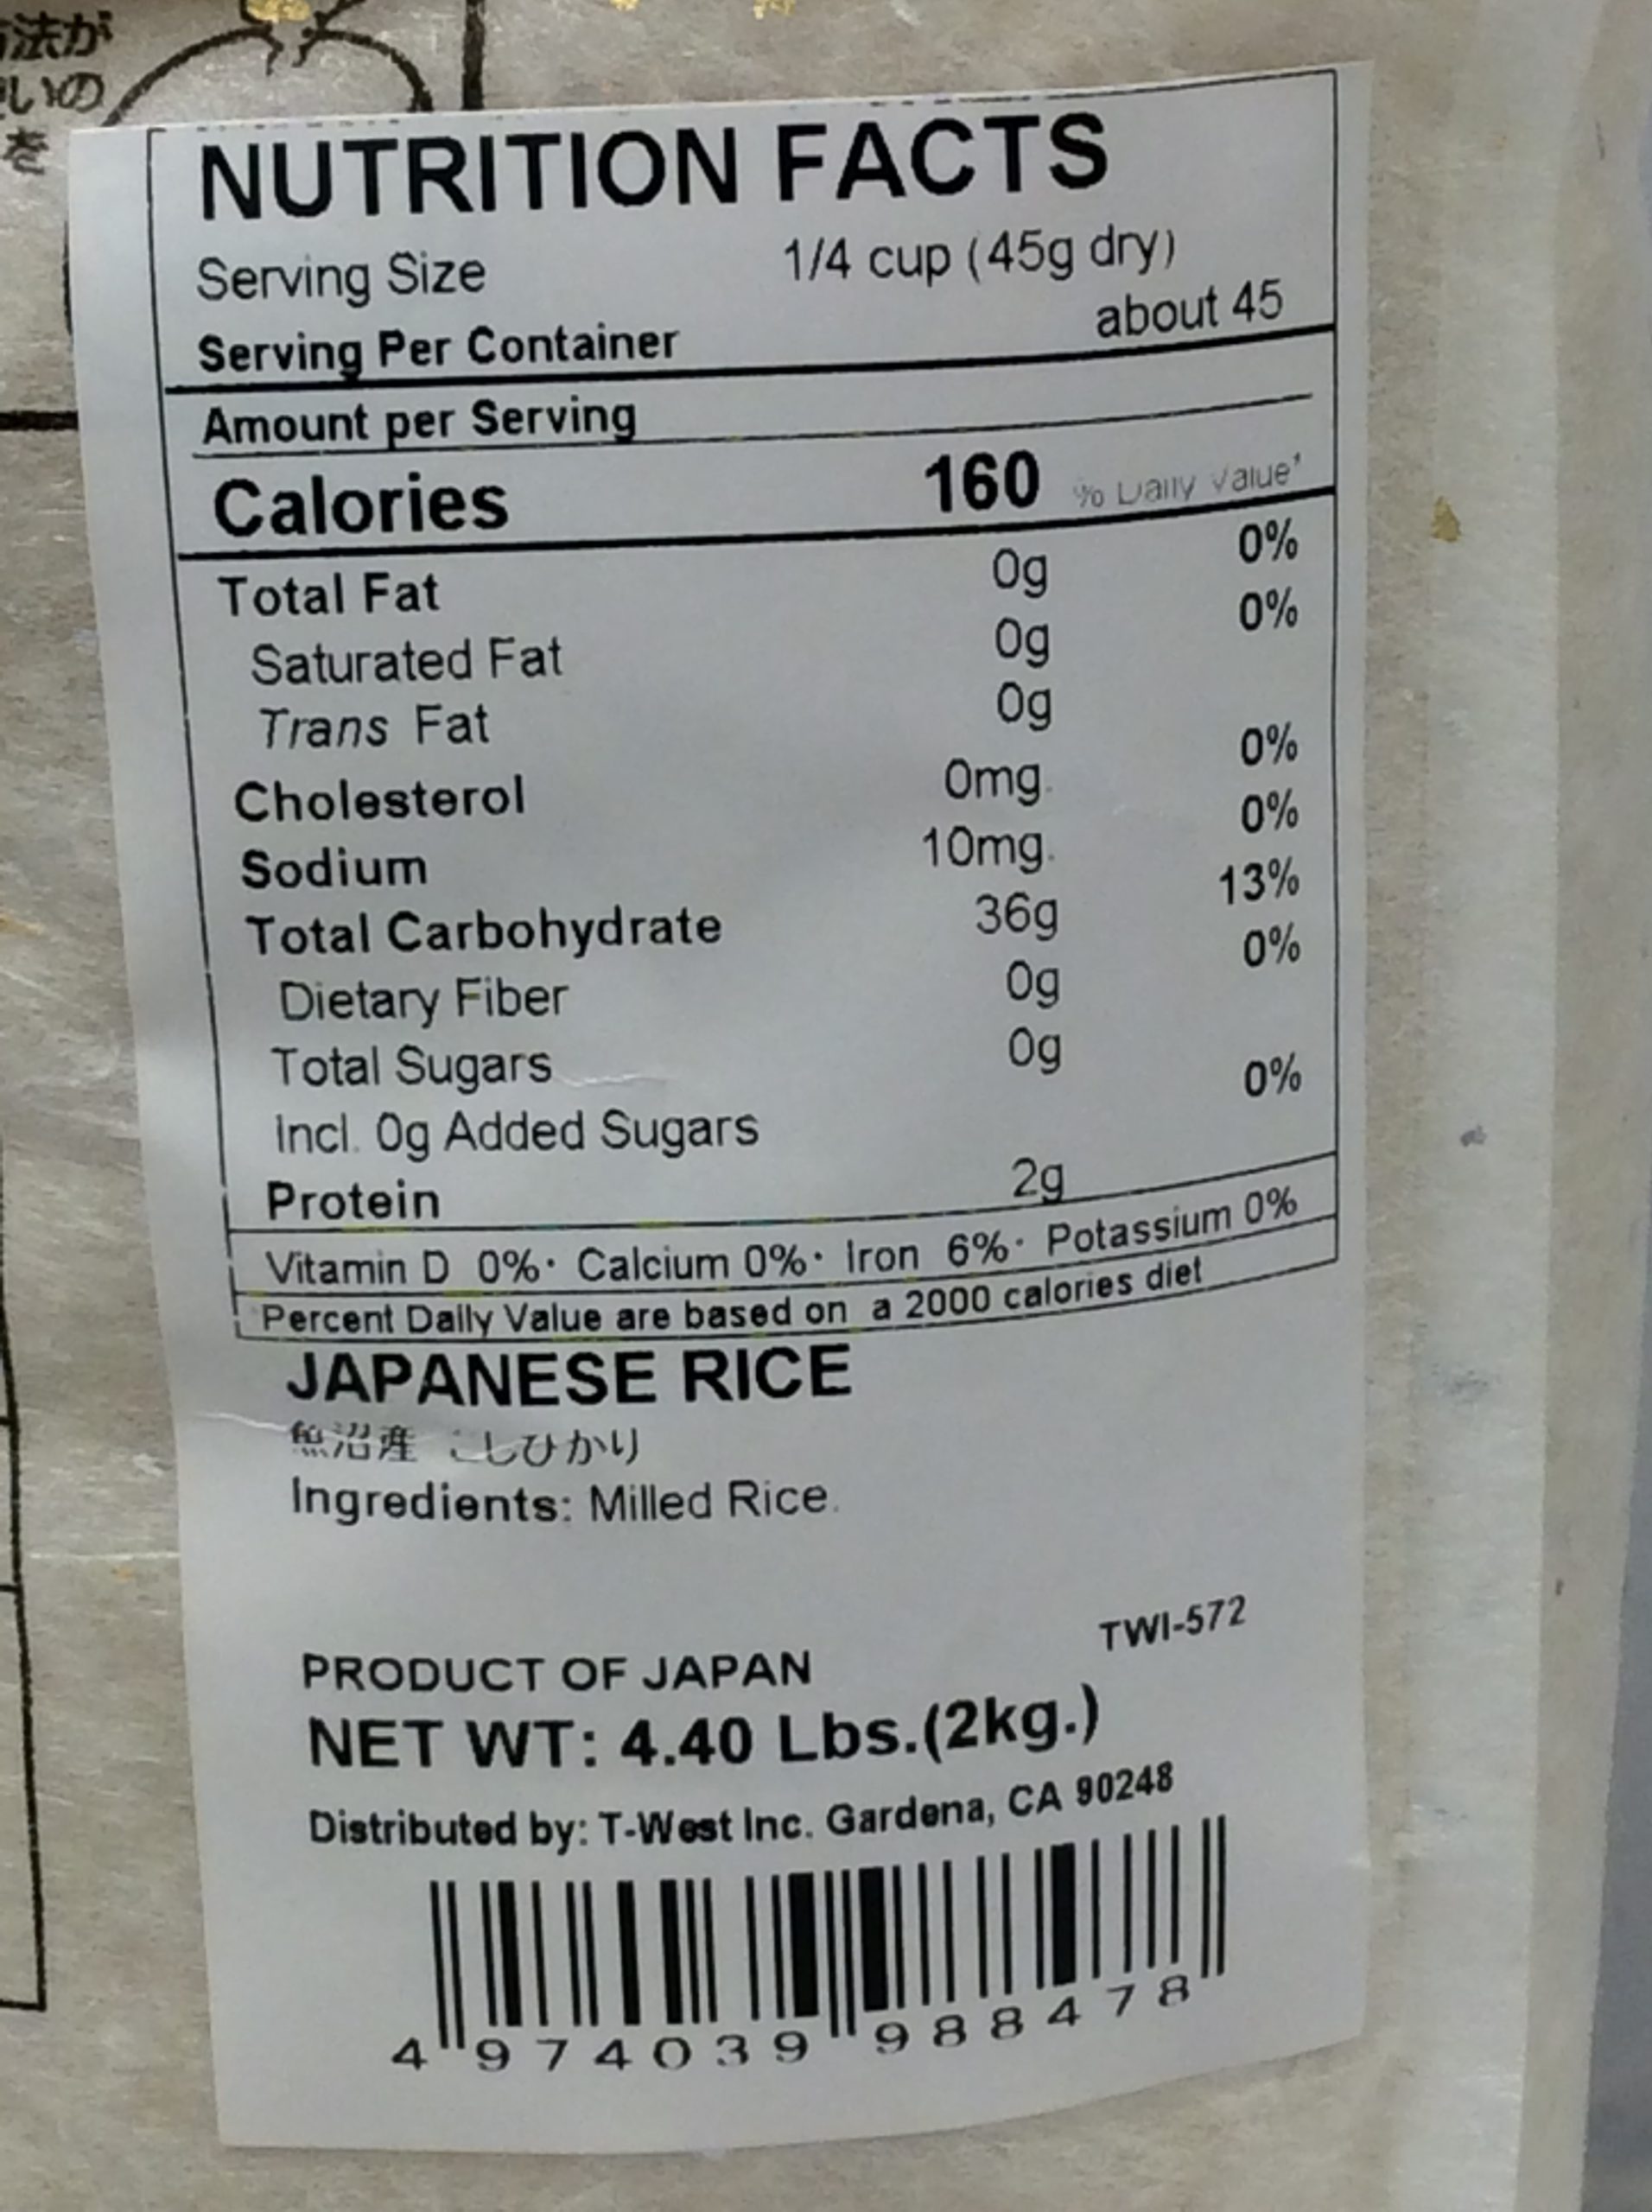 法が
いの
を
NUTRITION FACTS
Serving Size 1/4 cup (45g dry)
Serving Per Container about 45
Amount per Serving
Calories 160 % Daily Value*
Total Fat 0g 0%
Saturated Fat 0g 0%
Trans Fat 0g
Cholesterol 0mg. 0%
Sodium 10mg. 0%
Total Carbohydrate 36g 13%
Dietary Fiber 0g 0%
Total Sugars 0g
Incl. 0g Added Sugars 0%
Protein 2g
Vitamin D 0%· Calcium 0%· Iron 6%· Potassium 0%
Percent Daily Value are based on a 2000 calories diet
JAPANESE RICE
魚沼産 こしひかり
Ingredients: Milled Rice.
TWI-572
PRODUCT OF JAPAN
NET WT: 4.40 Lbs.(2kg.)
Distributed by: T-West Inc. Gardena, CA 90248
4 974039 988478